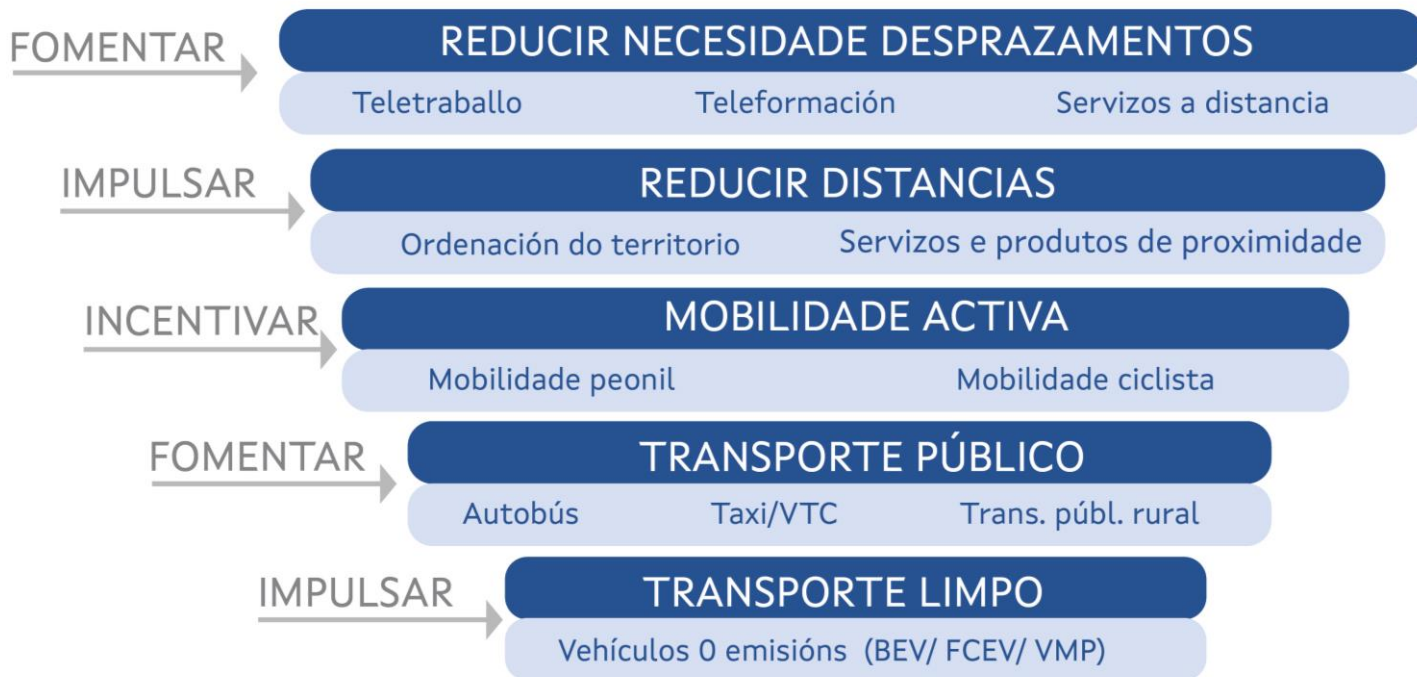 FOMENTAR
REDUCIR NECESIDADE DESPRAZAMENTOS
Teletraballo Teleformación Servizos a distancia
IMPULSAR
REDUCIR DISTANCIAS
Ordenación do territorio Servizos e produtos de proximidade
INCENTIVAR
MOBILIDADE ACTIVA
Mobilidade peonil Mobilidade ciclista
FOMENTAR
TRANSPORTE PÚBLICO
Autobús Taxi/VTC Trans. públ. rural
IMPULSAR
TRANSPORTE LIMPO
Vehículos 0 emisións (BEV/ FCEV/ VMP)